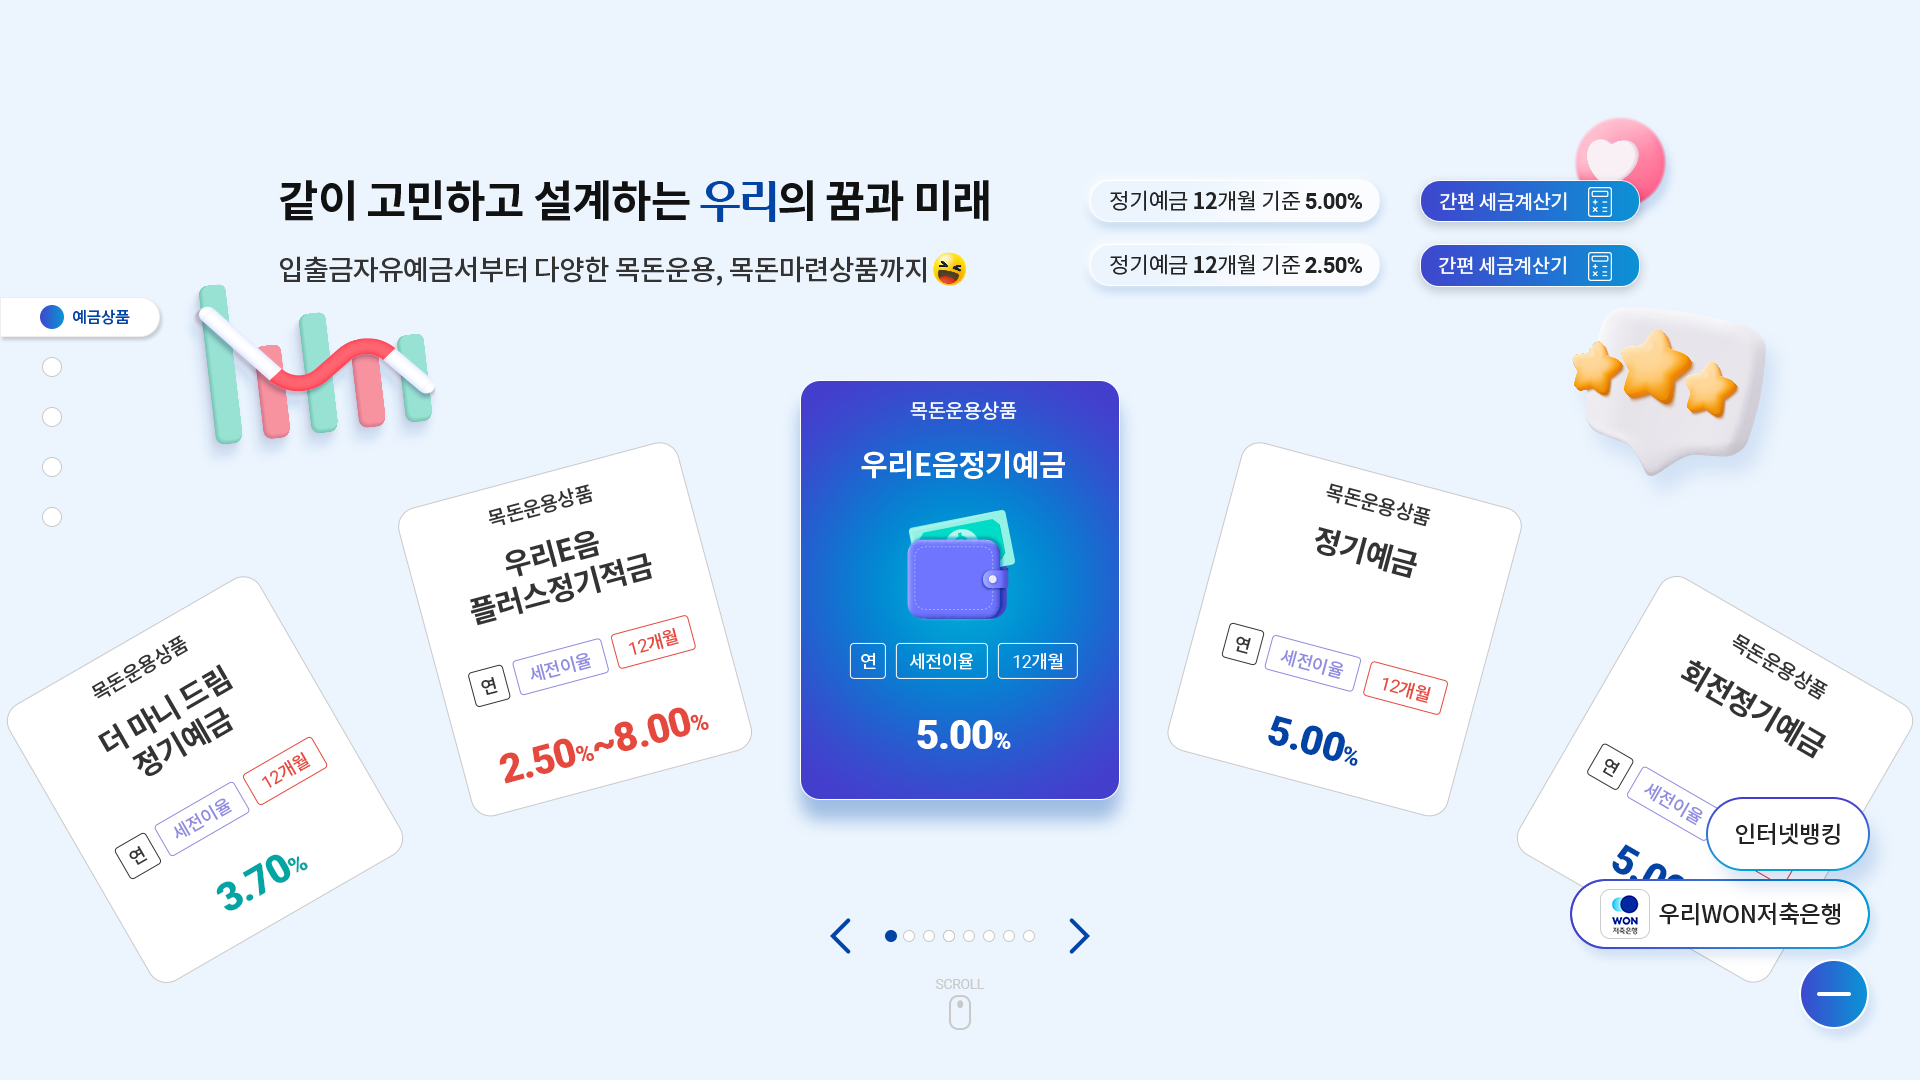 같이 고민하고 설계하는 우리의 꿈과 미래
입출금자유예금서부터 다양한 목돈운용, 목돈마련상품까지
정기예금 12개월 기준 5.00%
간편 세금계산기
정기예금 12개월 기준 2.50%
간편 세금계산기
예금상품
목돈운용상품
더 마니 드림
정기예금
연 세전이율 12개월
3.70%
목돈운용상품
우리E음
플러스정기적금
연 세전이율 12개월
2.50%~8.00%
목돈운용상품
우리E음정기예금
연 세전이율 12개월
5.00%
목돈운용상품
정기예금
연 세전이율 12개월
5.00%
목돈운용상품
회전정기예금
연 세전이율
인터넷뱅킹
WON
저축은행
우리WON저축은행
SCROLL